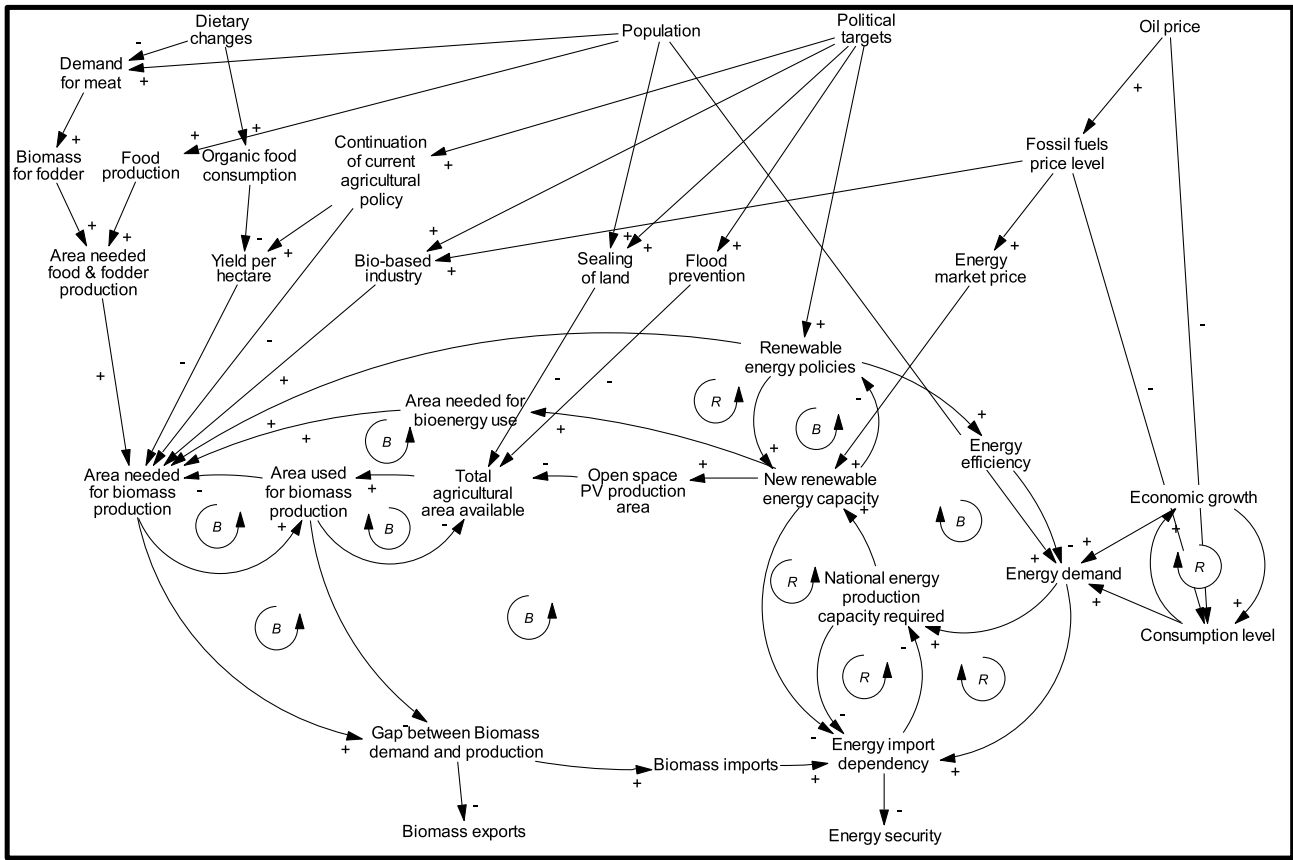 Dietary
changes
Population
Political
targets
Oil price
-
Demand
for meat
+
+
Biomass
for fodder
+
Food
production
+
Organic food
consumption
+
Continuation
of current
agricultural
policy
+
Fossil fuels
price level
+
Area needed
food & fodder
production
+
+
Yield per
hectare
-
+
Bio-based
industry
+
+
Sealing
of land
+
+
Flood
prevention
+
Energy
market price
+
Renewable
energy policies
+
-
-
-
+
+
-
-
-
-
R
B
-
Area needed for
bioenergy use
+
+
+
B
Energy
efficiency
+
Area needed
for biomass
production
-
Area used
for biomass
production
+
+
Total
agricultural
area available
-
-
Open space
PV production
area
+
New renewable
energy capacity
+
+
+
B
B
B
Economic growth
+
+
-
+
Energy demand
R
+
+
Consumption level
R
National energy
production
capacity required
-
+
B
B
R
R
-
-
-
Gap between Biomass
demand and production
+
Biomass imports
+
Energy import
dependency
+
+
-
Biomass exports
-
Energy security